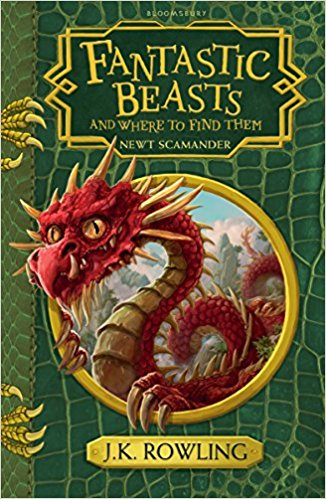 BLOOMSBURY
FANTASTIC
BEASTS
AND WHERE TO FIND THEM
NEWT SCAMANDER
J.K. ROWLING